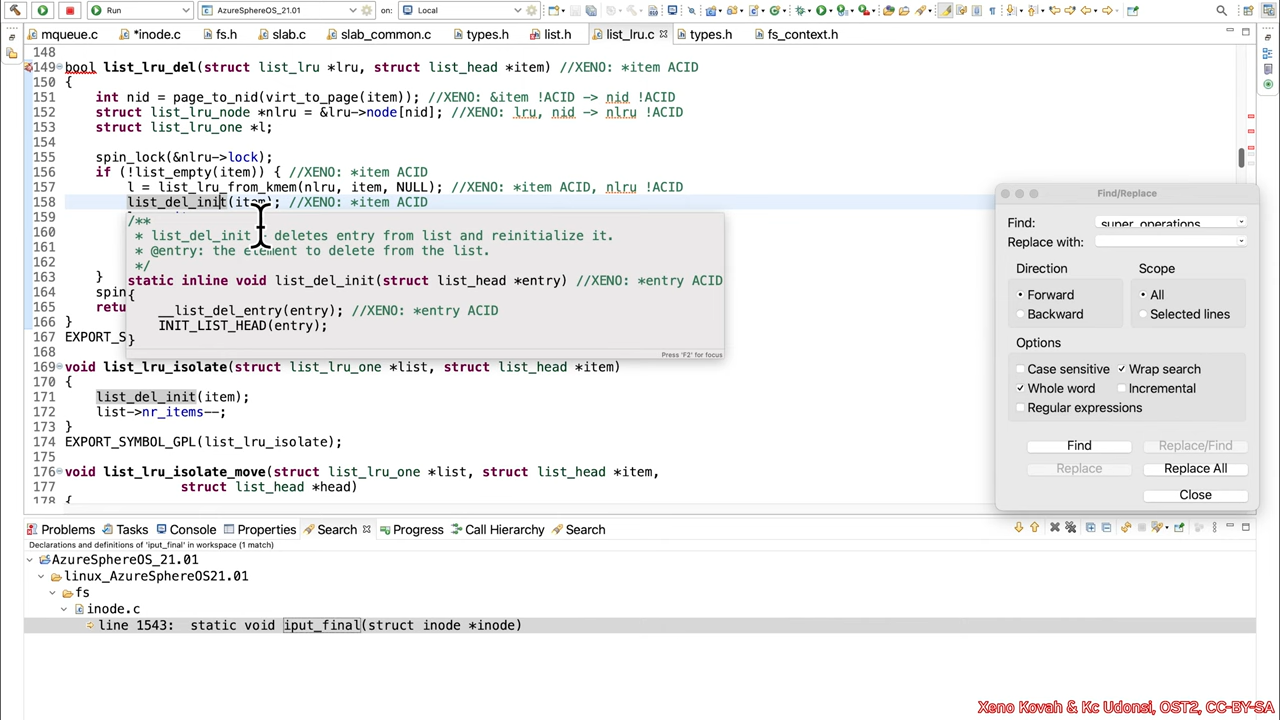 Run
AzureSphereOS_21.01
on:
Local
mqueue.c
*inode.c
fs.h
slab.c
slab_common.c
types.h
list.h
list_lru.c
types.h
fs_context.h
148
149 bool list_lru_del(struct list_lru *lru, struct list_head *item) //XENO: *item ACID
150 {
151 int nid = page_to_nid(virt_to_page(item)); //XENO: &item !ACID -> nid !ACID
152 struct list_lru_node *nlru = &lru->node[nid]; //XENO: lru, nid -> nlru !ACID
153 struct list_lru_one *l;
154
155 spin_lock(&nlru->lock);
156 if (!list_empty(item)) { //XENO: *item ACID
157 l = list_lru_from_kmem(nlru, item, NULL); //XENO: *item ACID, nlru !ACID
158 list_del_init(item); //XENO: *item ACID
159
160
161
162
163 }
164 spin
165 retu
166 }
167 EXPORT_S
/**
* list_del_init - deletes entry from list and reinitialize it.
* @entry: the element to delete from the list.
*/
static inline void list_del_init(struct list_head *entry) //XENO: *entry ACID
{
__list_del_entry(entry); //XENO: *entry ACID
INIT_LIST_HEAD(entry);
}
Press 'F2' for focus
168
169 void list_lru_isolate(struct list_lru_one *list, struct list_head *item)
170 {
171 list_del_init(item);
172 list->nr_items--;
173 }
174 EXPORT_SYMBOL_GPL(list_lru_isolate);
175
176 void list_lru_isolate_move(struct list_lru_one *list, struct list_head *item,
177 struct list_head *head)
178 {
Find/Replace
Find: super_operations
Replace with:
Direction
Scope
Forward
All
Backward
Selected lines
Options
Case sensitive
Wrap search
Whole word
Incremental
Regular expressions
Find
Replace/Find
Replace
Replace All
Close
Problems
Tasks
Console
Properties
Search
Progress
Call Hierarchy
Search
Declarations and definitions of 'iput_final' in workspace (1 match)
AzureSphereOS_21.01
linux_AzureSphereOS21.01
fs
inode.c
line 1543: static void iput_final(struct inode *inode)
Xeno Kovah & Kc Udonsi, OST2, CC-BY-SA